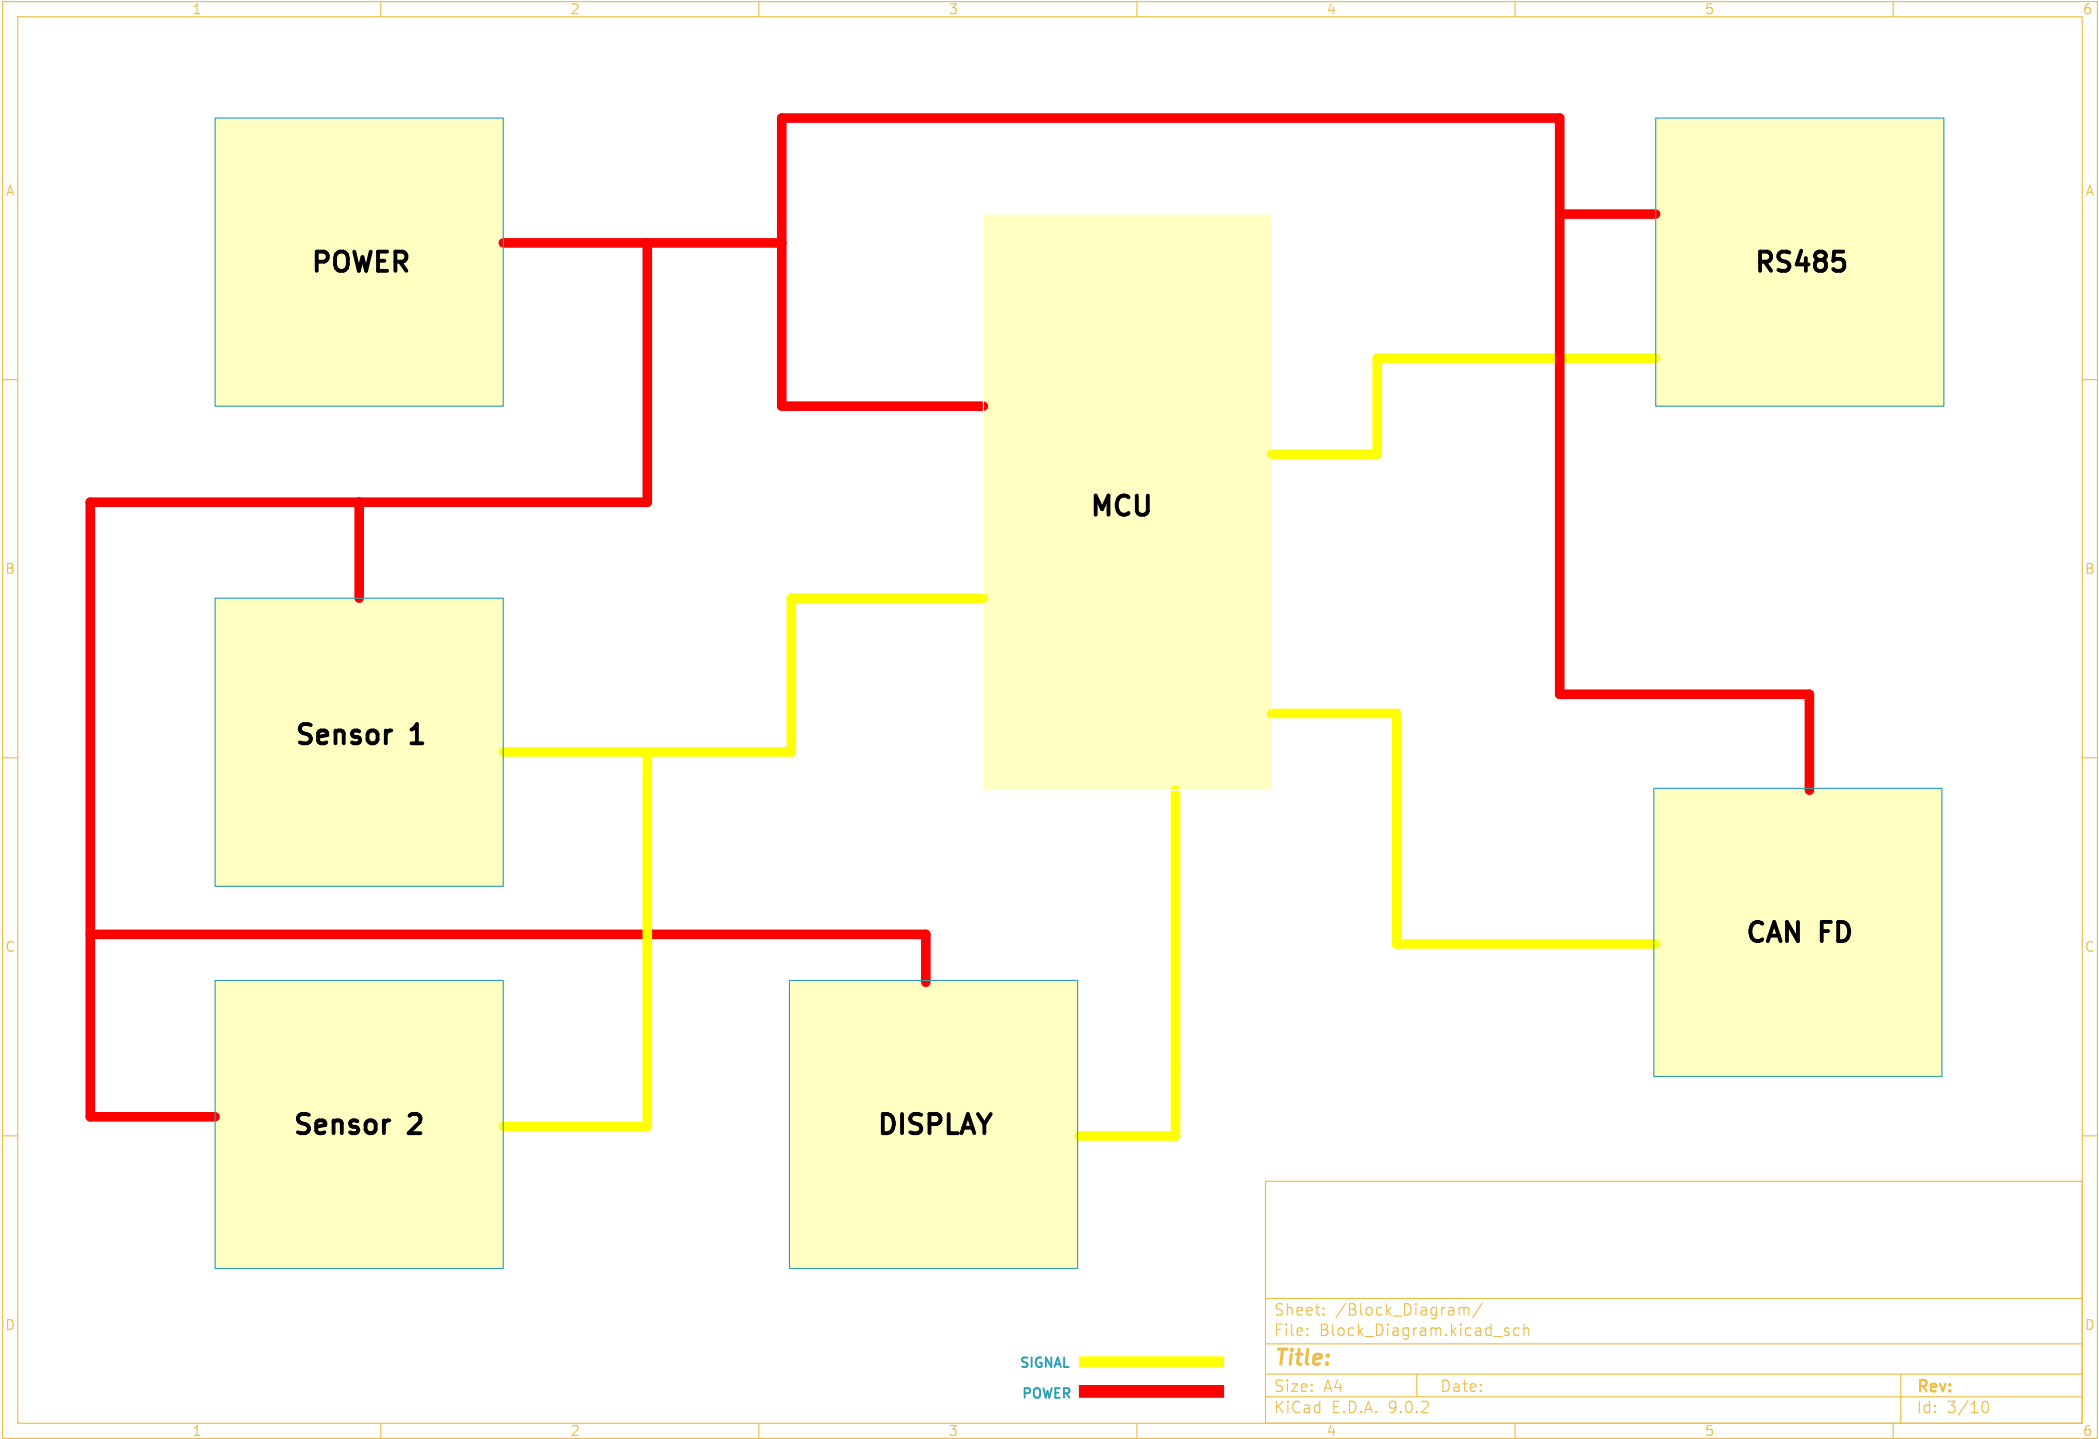 1 2 3 4 5 6
A A
POWER RS485
MCU
B B
Sensor 1
CAN FD
C C
Sensor 2 DISPLAY
Sheet: /Block_Diagram/
D D
File: Block_Diagram.kicad_sch
Title:
SIGNAL
Size: A4 Date: Rev:
POWER
KiCad E.D.A. 9.0.2 Id: 3/10
1 2 3 4 5 6